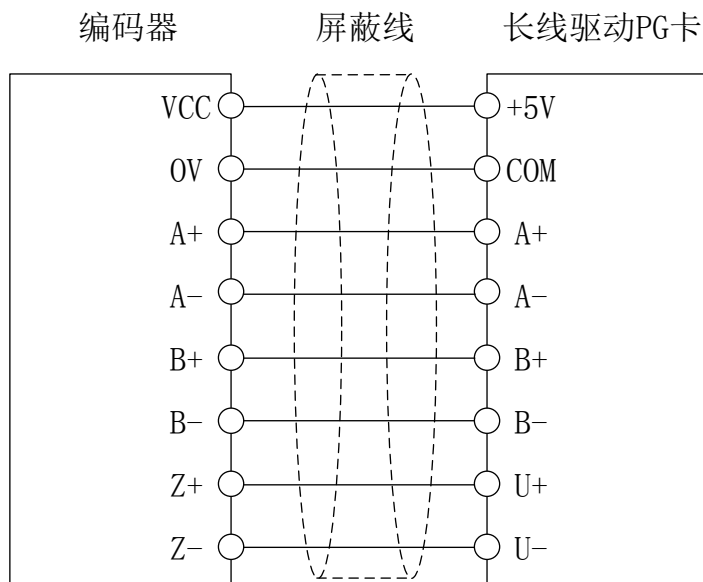 编码器 屏蔽线 长线驱动PG卡
VCC +5V
0V COM
A+ A+
A- A-
B+ B+
B- B-
Z+ U+
Z- U-